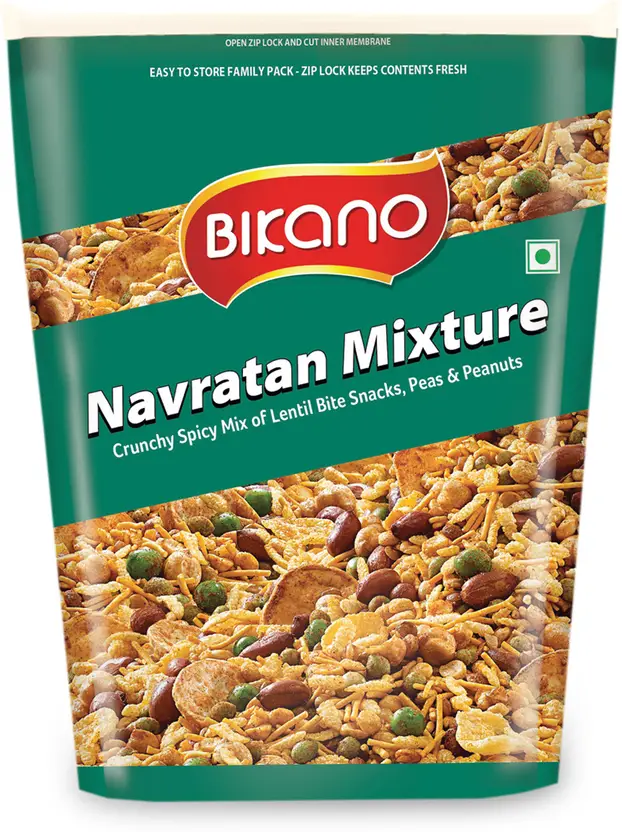 OPEN ZIP LOCK AND CUT INNER MEMBRANE
EASY TO STORE FAMILY PACK - ZIP LOCK KEEPS CONTENTS FRESH
BIKANO
Navratan Mixture
Crunchy Spicy Mix of Lentil Bite Snacks, Peas & Peanuts